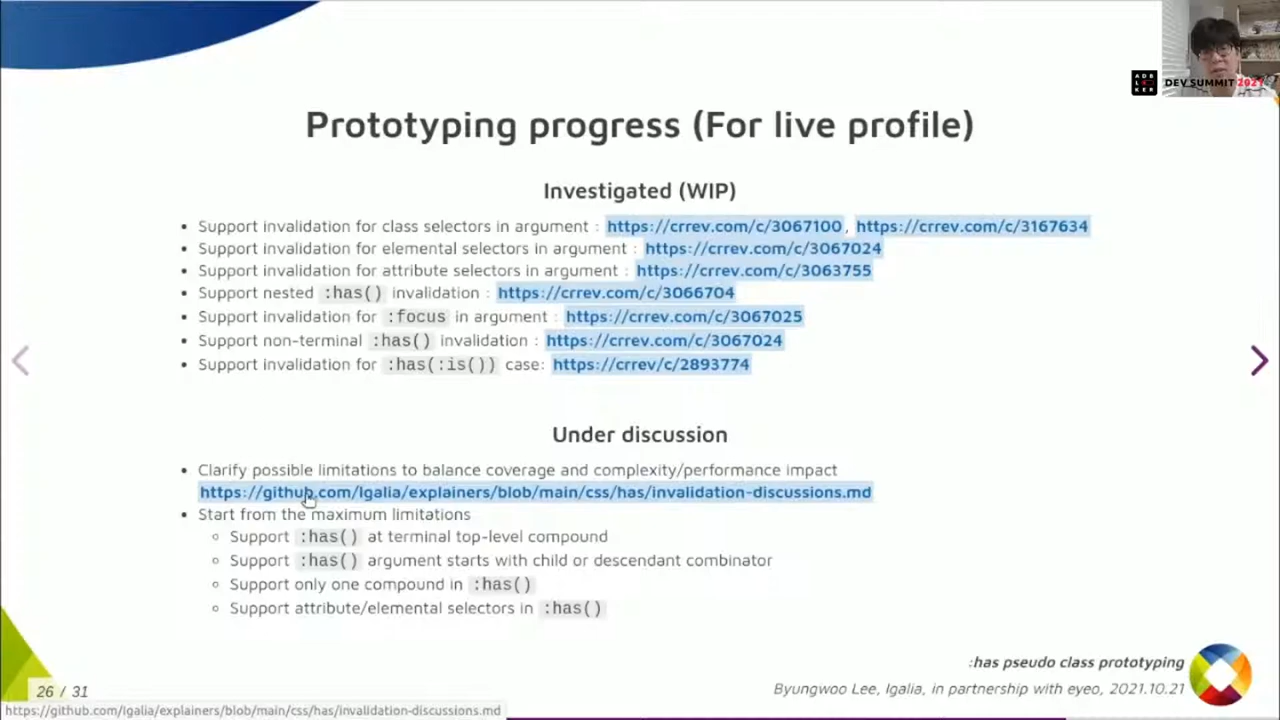 AD
BL
CKER
DEV SUMMIT 2021
Prototyping progress (For live profile)
Investigated (WIP)
Support invalidation for class selectors in argument : https://crrev.com/c/3067100 , https://crrev.com/c/3167634
Support invalidation for elemental selectors in argument : https://crrev.com/c/3067024
Support invalidation for attribute selectors in argument : https://crrev.com/c/3063755
Support nested :has() invalidation : https://crrev.com/c/3066704
Support invalidation for :focus in argument : https://crrev.com/c/3067025
Support non-terminal :has() invalidation : https://crrev.com/c/3067024
Support invalidation for :has(:is()) case: https://crrev/c/2893774
Under discussion
Clarify possible limitations to balance coverage and complexity/performance impact
https://github.com/Igalia/explainers/blob/main/css/has/invalidation-discussions.md
Start from the maximum limitations
Support :has() at terminal top-level compound
Support :has() argument starts with child or descendant combinator
Support only one compound in :has()
Support attribute/elemental selectors in :has()
:has pseudo class prototyping
Byungwoo Lee, Igalia, in partnership with eyeo, 2021.10.21
26 / 31
https://github.com/Igalia/explainers/blob/main/css/has/invalidation-discussions.md